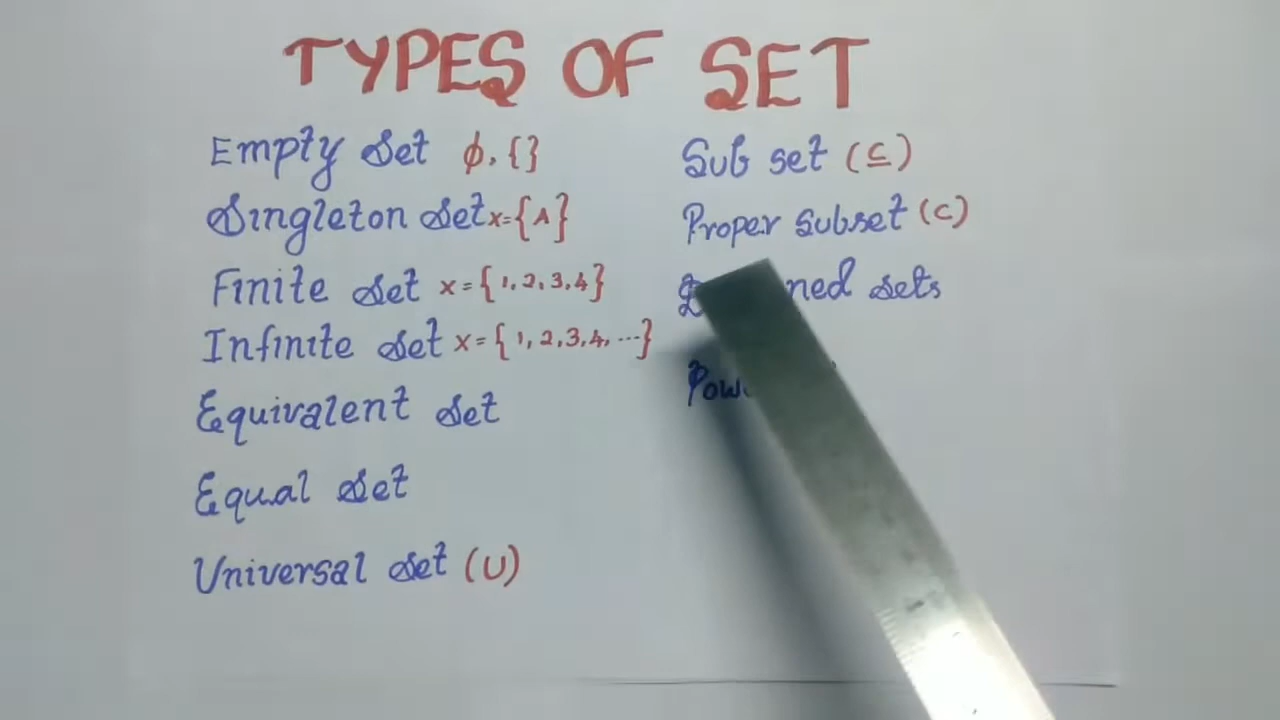 TYPES OF SET
Empty Set ϕ, {}
Singleton Set x={A}
Finite Set x={1,2,3,4}
Infinite Set x={1,2,3,4,...}
Equivalent Set
Equal Set
Universal Set (U)
Sub set (⊆)
Proper Subset (⊂)
sets